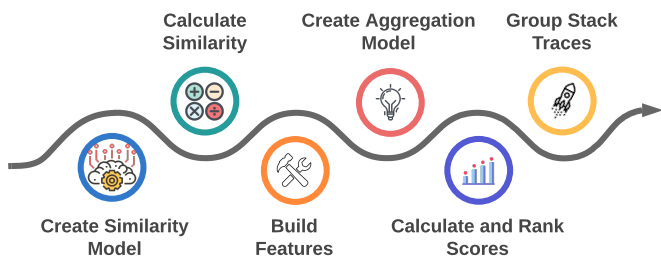 Create Similarity
Model
Calculate
Similarity
Build
Features
Create Aggregation
Model
Calculate and Rank
Scores
Group Stack
Traces